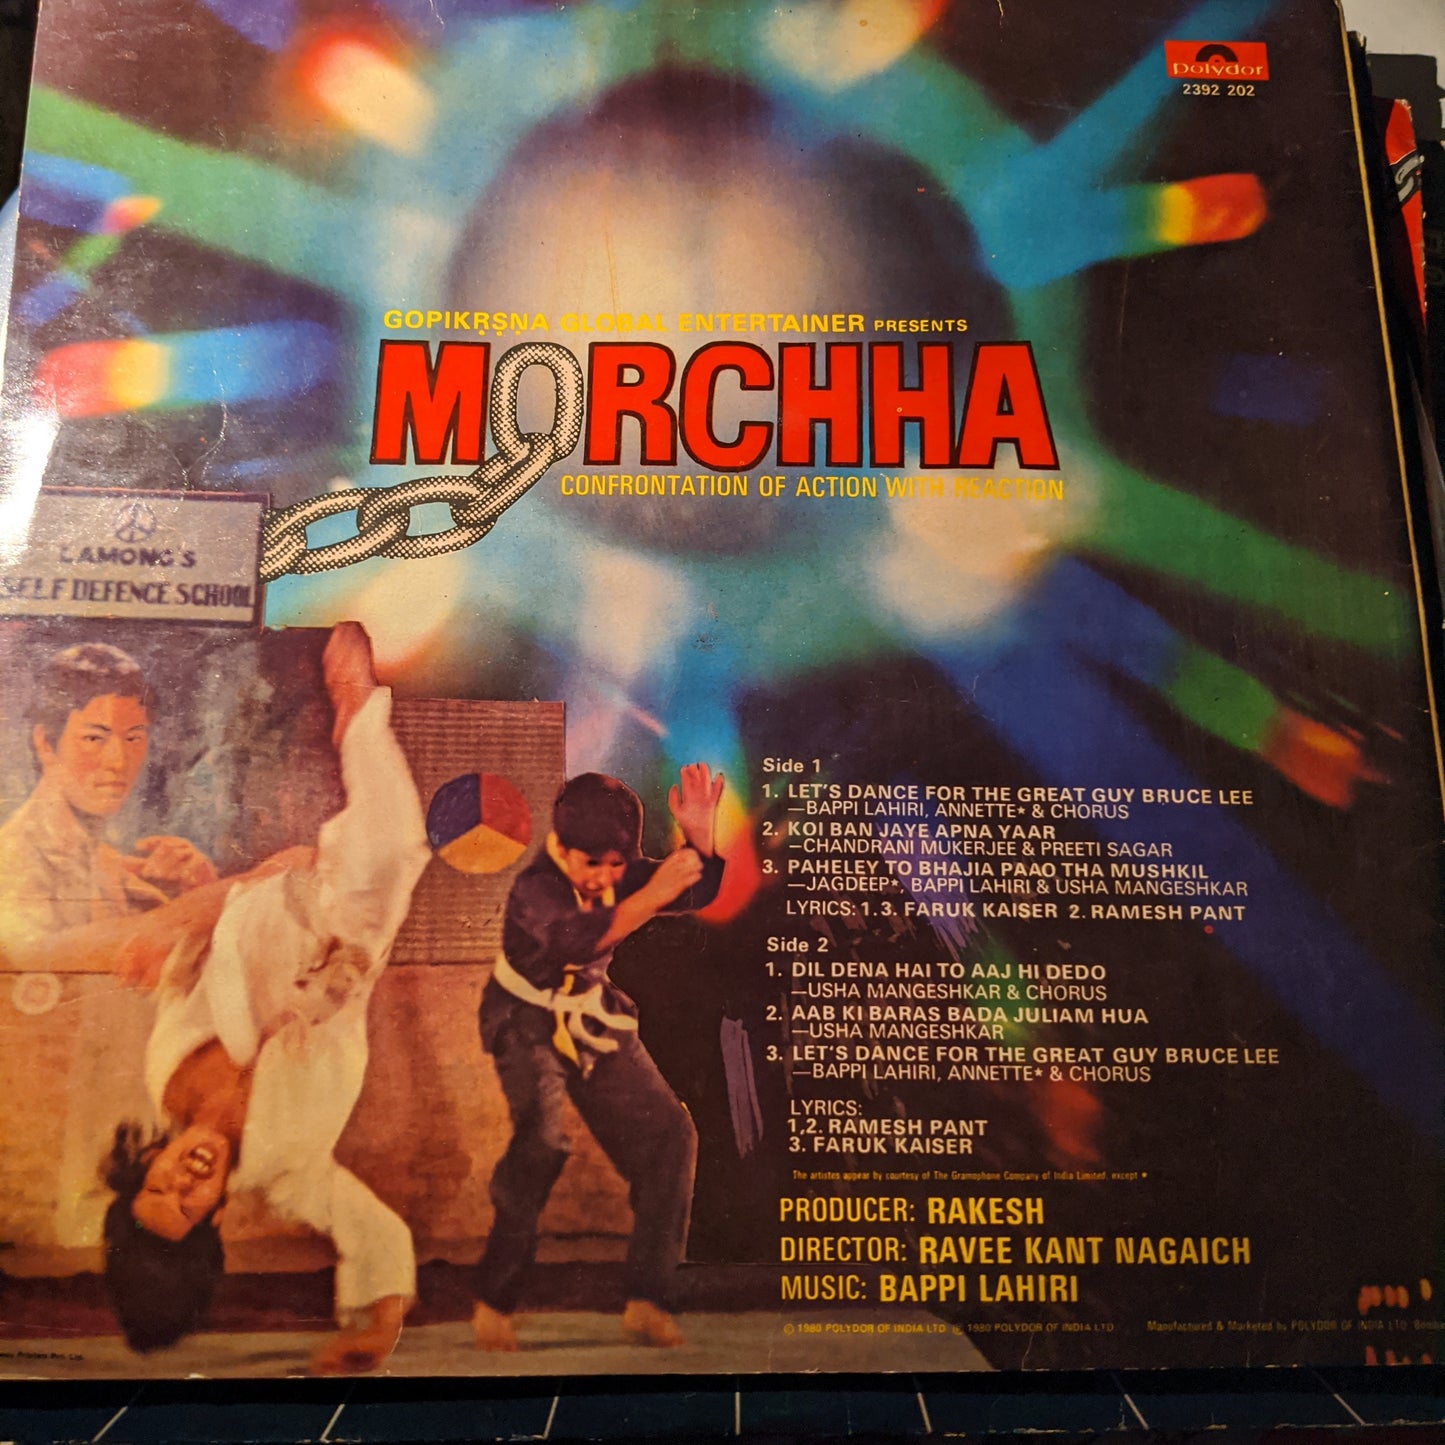 polydor
2392 202
GOPIKṚṢṆA GLOBAL ENTERTAINER PRESENTS
MORCHHA
CONFRONTATION OF ACTION WITH REACTION
LAMONG'S
SELF DEFENCE SCHOOL
Side 1
1. LET'S DANCE FOR THE GREAT GUY BRUCE LEE
—BAPPI LAHIRI, ANNETTE* & CHORUS
2. KOI BAN JAYE APNA YAAR
—CHANDRANI MUKERJEE & PREETI SAGAR
3. PAHELEY TO BHAJIA PAAO THA MUSHKIL
—JAGDEEP*, BAPPI LAHIRI & USHA MANGESHKAR
LYRICS: 1.3. FARUK KAISER 2. RAMESH PANT
Side 2
1. DIL DENA HAI TO AAJ HI DEDO
—USHA MANGESHKAR & CHORUS
2. AAB KI BARAS BADA JULIAM HUA
—USHA MANGESHKAR
3. LET'S DANCE FOR THE GREAT GUY BRUCE LEE
—BAPPI LAHIRI, ANNETTE* & CHORUS
LYRICS:
1,2. RAMESH PANT
3. FARUK KAISER
The artistes appear by courtesy of The Gramophone Company of India Limited, except *
PRODUCER: RAKESH
DIRECTOR: RAVEE KANT NAGAICH
MUSIC: BAPPI LAHIRI
© 1980 POLYDOR OF INDIA LTD ℗ 1980 POLYDOR OF INDIA LTD Manufactured & Marketed by POLYDOR OF INDIA LTD
Printers Pvt. Ltd.